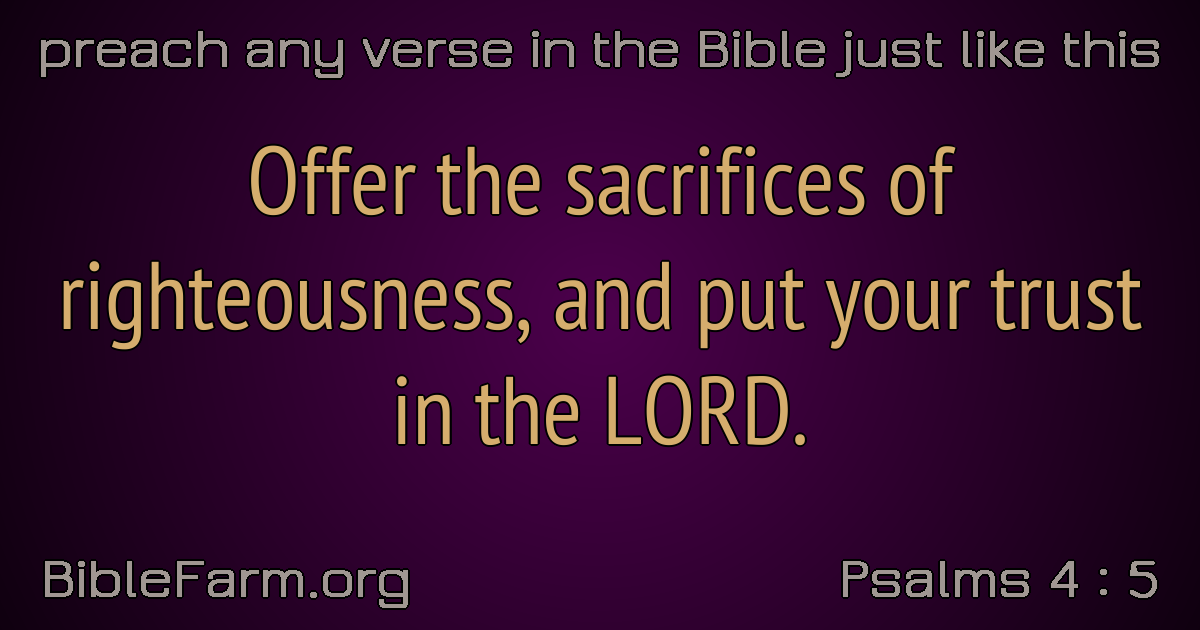 preach any verse in the Bible just like this
Offer the sacrifices of
righteousness, and put your trust
in the LORD.
BibleFarm.org
Psalms 4 : 5